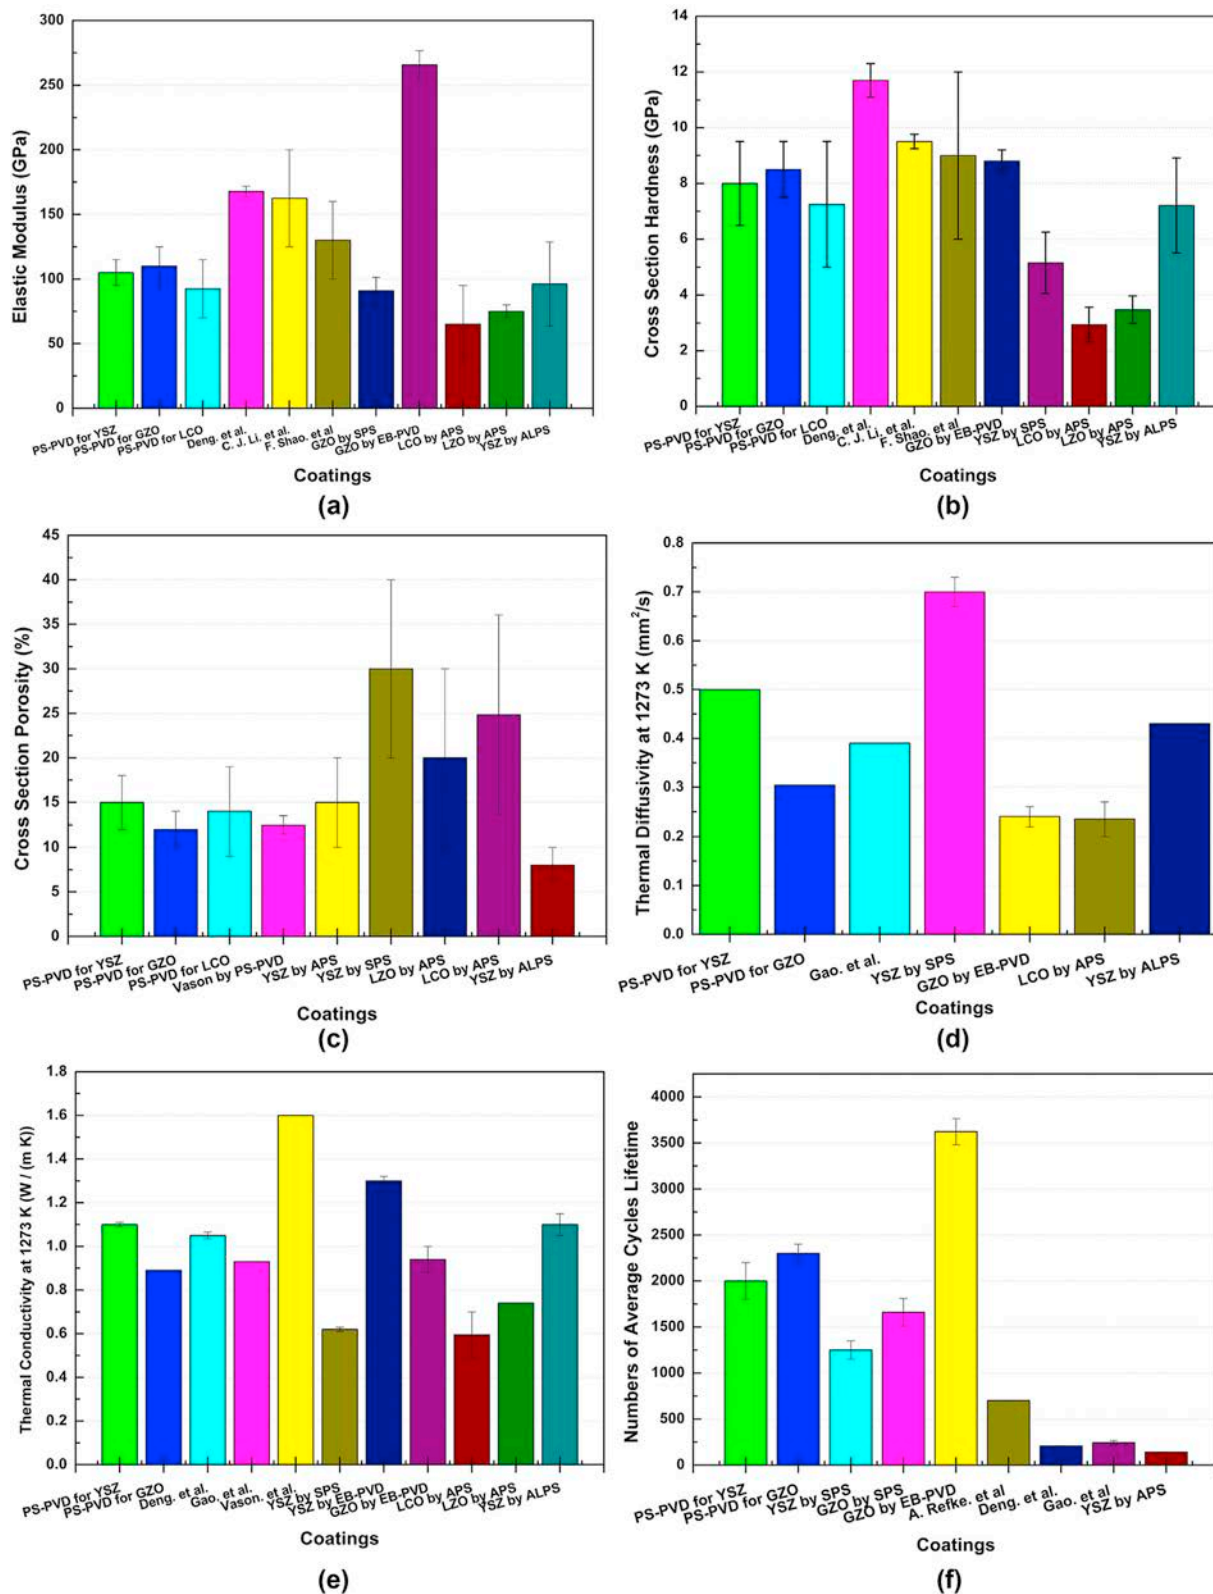 300
250
200
150
100
50
0
Elastic Modulus (GPa)
PS-PVD for YSZ
PS-PVD for GZO
PS-PVD for LCO
Deng. et al.
C. J. Li, et al.
F. Shao. et al
GZO by SPS
GZO by EB-PVD
LCO by APS
LZO by APS
YSZ by ALPS
Coatings
(a)
14
12
10
8
6
4
2
0
Cross Section Hardness (GPa)
PS-PVD for YSZ
PS-PVD for GZO
PS-PVD for LCO
Deng. et al.
C. J. Li, et al.
F. Shao. et al
GZO by EB-PVD
YSZ by SPS
LCO by APS
LZO by APS
YSZ by ALPS
Coatings
(b)
45
40
35
30
25
20
15
10
5
0
Cross Section Porosity (%)
PS-PVD for YSZ
PS-PVD for GZO
PS-PVD for LCO
Vason by PS-PVD
YSZ by APS
YSZ by SPS
LZO by APS
LCO by APS
YSZ by ALPS
Coatings
(c)
0.8
0.7
0.6
0.5
0.4
0.3
0.2
0.1
0.0
Thermal Diffusivity at 1273 K (mm²/s)
PS-PVD for YSZ
PS-PVD for GZO
Gao. et al.
YSZ by SPS
GZO by EB-PVD
LCO by APS
YSZ by ALPS
Coatings
(d)
1.8
1.6
1.4
1.2
1.0
0.8
0.6
0.4
0.2
0.0
Thermal Conductivity at 1273 K (W / (m K))
PS-PVD for YSZ
PS-PVD for GZO
Deng. et al.
Gao. et al.
Vason. et al.
YSZ by SPS
YSZ by EB-PVD
GZO by EB-PVD
LCO by APS
LZO by APS
YSZ by ALPS
Coatings
(e)
4000
3500
3000
2500
2000
1500
1000
500
0
Numbers of Average Cycles Lifetime
PS-PVD for YSZ
PS-PVD for GZO
YSZ by SPS
GZO by SPS
GZO by EB-PVD
A. Refke. et al
Deng. et al.
Gao. et al
YSZ by APS
Coatings
(f)